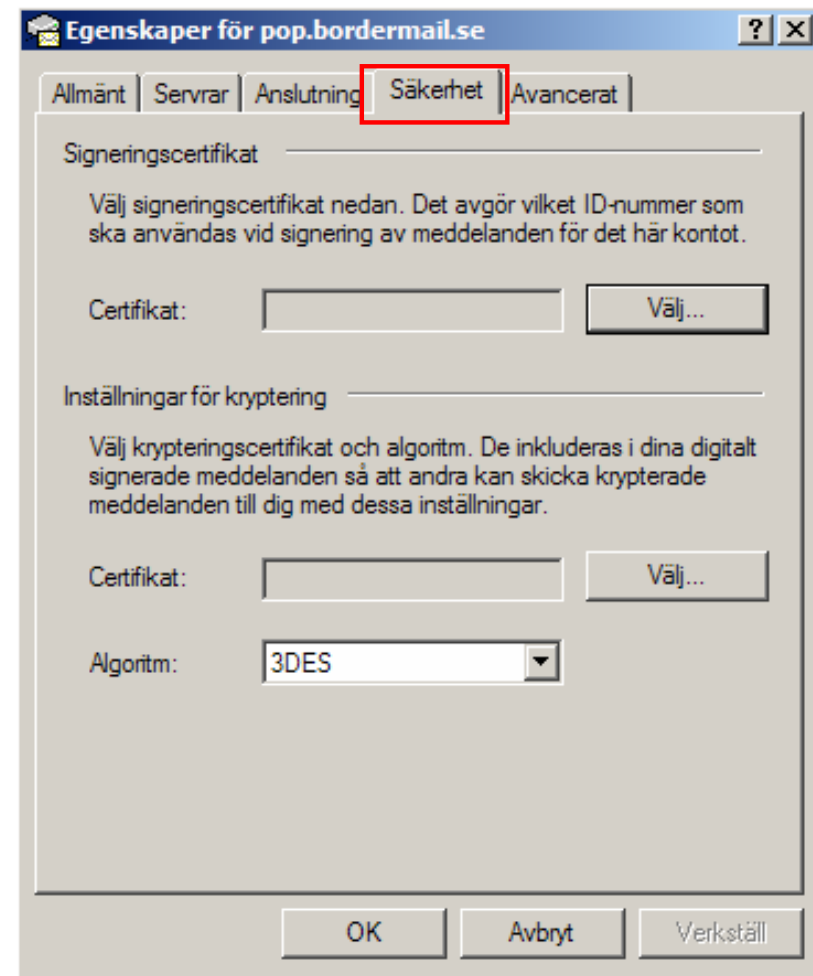 Egenskaper för pop.bordermail.se
Allmänt Servrar Anslutning Säkerhet Avancerat
Signeringscertifikat
Välj signeringscertifikat nedan. Det avgör vilket ID-nummer som
ska användas vid signering av meddelanden för det här kontot.
Certifikat: Välj...
Inställningar för kryptering
Välj krypteringscertifikat och algoritm. De inkluderas i dina digitalt
signerade meddelanden så att andra kan skicka krypterade
meddelanden till dig med dessa inställningar.
Certifikat: Välj...
Algoritm: 3DES
OK Avbryt Verkställ